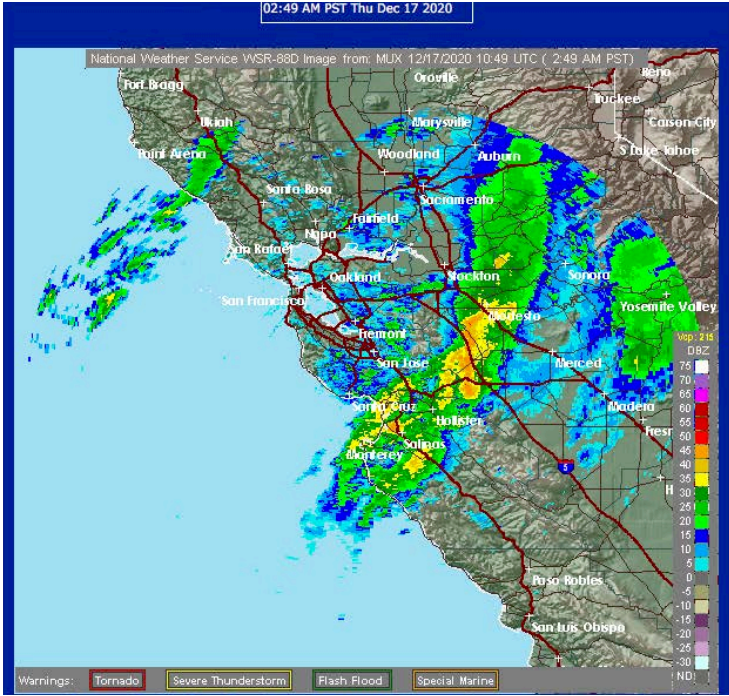 02:49 AM PST Thu Dec 17 2020
National Weather Service WSR-88D Image from: MUX 12/17/2020 10:49 UTC ( 2:49 AM PST)
Oroville
Reno
Fort Bragg
Truckee
Ukiah
Marysville
Carson City
Point Arena
Woodland
Auburn
S Lake Tahoe
Santa Rosa
Sacramento
Fairfield
Napa
San Rafael
Oakland
Stockton
Sonora
San Francisco
Yosemite Valley
Modesto
Fremont
Vcp: 215
DBZ
San Jose
Merced
75
70
65
Santa Cruz
Madera
60
Hollister
55
Fresn
Salinas
50
Monterey
45
40
5
35
H
30
25
20
15
10
5
0
Paso Robles
-5
-10
-15
San Luis Obispo
-20
-25
-30
ND
Warnings: Tornado Severe Thunderstorm Flash Flood Special Marine